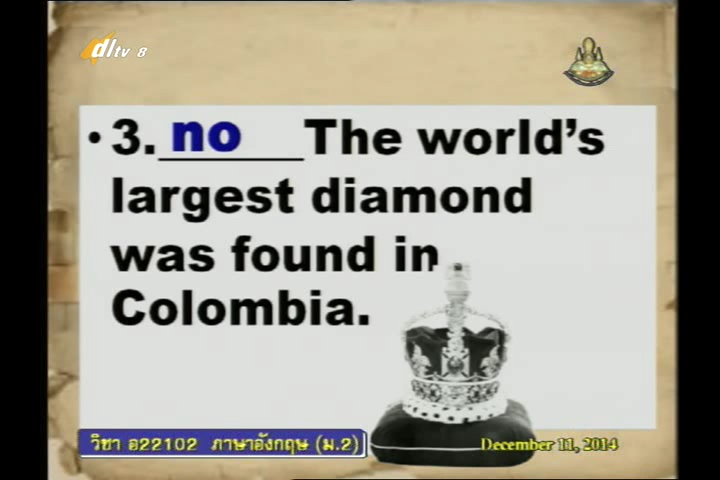 dltv 8
• 3.______ no The world's
largest diamond
was found in
Colombia.
วิชา อ22102 ภาษาอังกฤษ (ม.2)
December 11, 2014